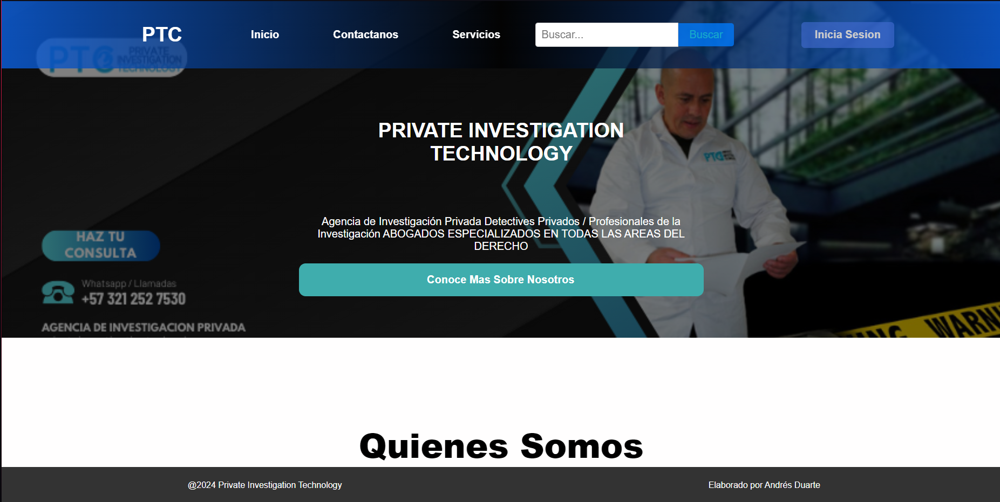 PTC
Inicio
Contactanos
Servicios
Buscar...
Buscar
Inicia Sesion
PTC PRIVATE
INVESTIGATION
TECHNOLOGY
PRIVATE INVESTIGATION
TECHNOLOGY
PTC
Agencia de Investigación Privada Detectives Privados / Profesionales de la
Investigación ABOGADOS ESPECIALIZADOS EN TODAS LAS AREAS DEL
DERECHO
HAZ TU
CONSULTA
Conoce Mas Sobre Nosotros
Whatsapp / Llamadas
+57 321 252 7530
AGENCIA DE INVESTIGACION PRIVADA
WARN
Quienes Somos
@2024 Private Investigation Technology
Elaborado por Andrés Duarte